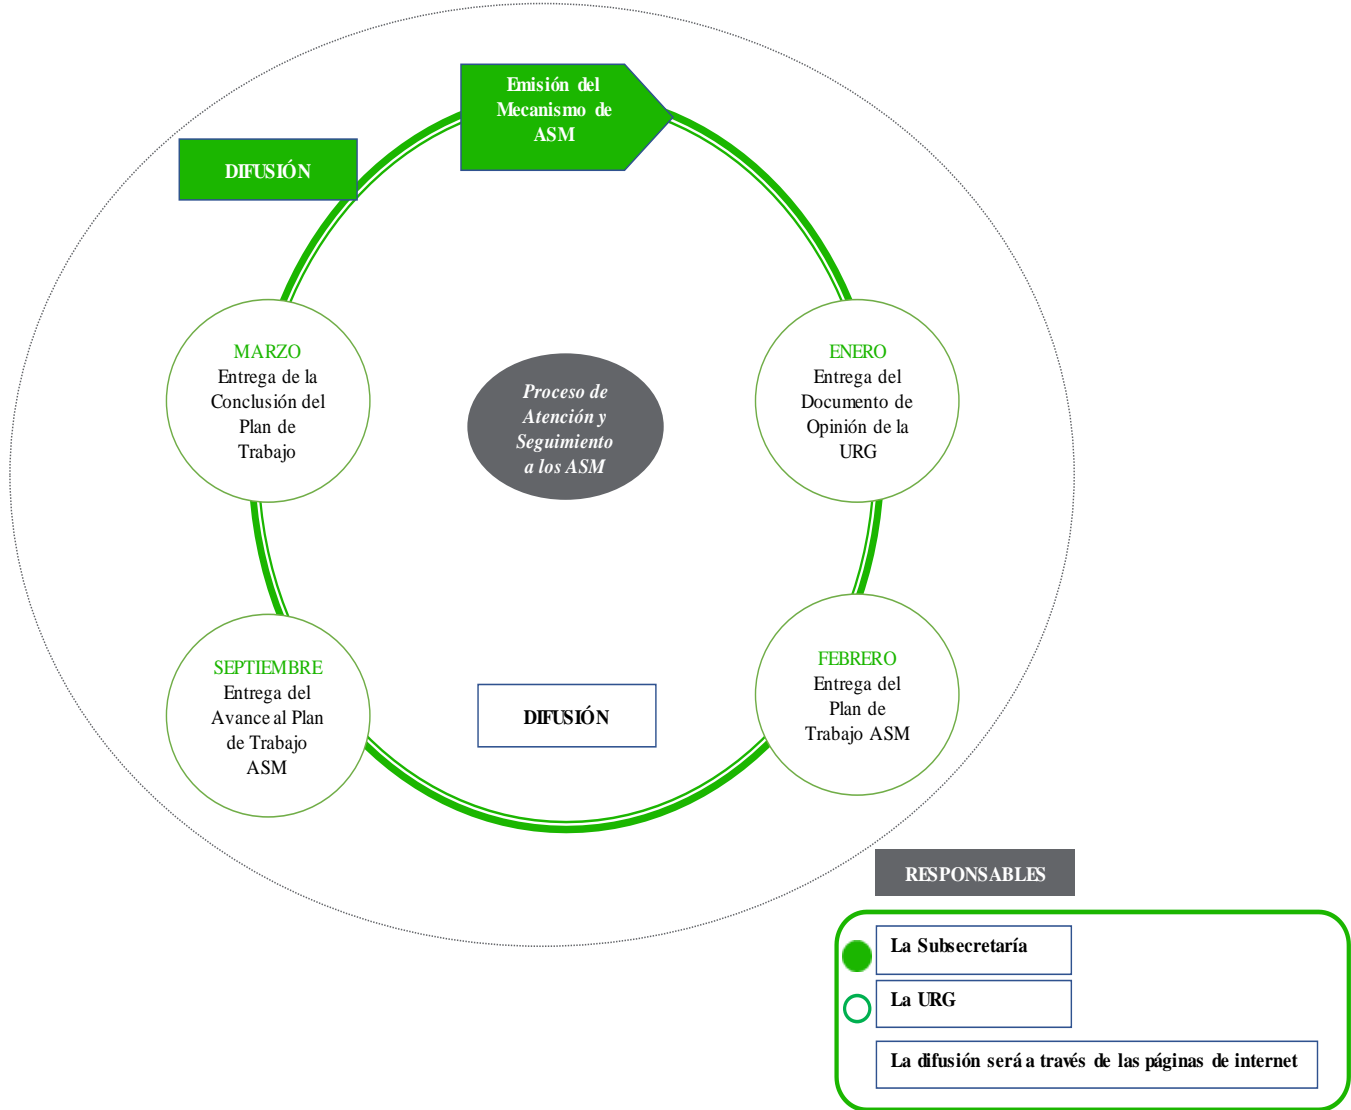 Emisión del
Mecanismo de
ASM
DIFUSIÓN
MARZO
Entrega de la
Conclusión del
Plan de
Trabajo
Proceso de
Atención y
Seguimiento
a los ASM
ENERO
Entrega del
Documento de
Opinión de la
URG
SEPTIEMBRE
Entrega del
Avance al Plan
de Trabajo
ASM
DIFUSIÓN
FEBRERO
Entrega del
Plan de
Trabajo ASM
RESPONSABLES
La Subsecretaría
La URG
La difusión será a través de las páginas de internet